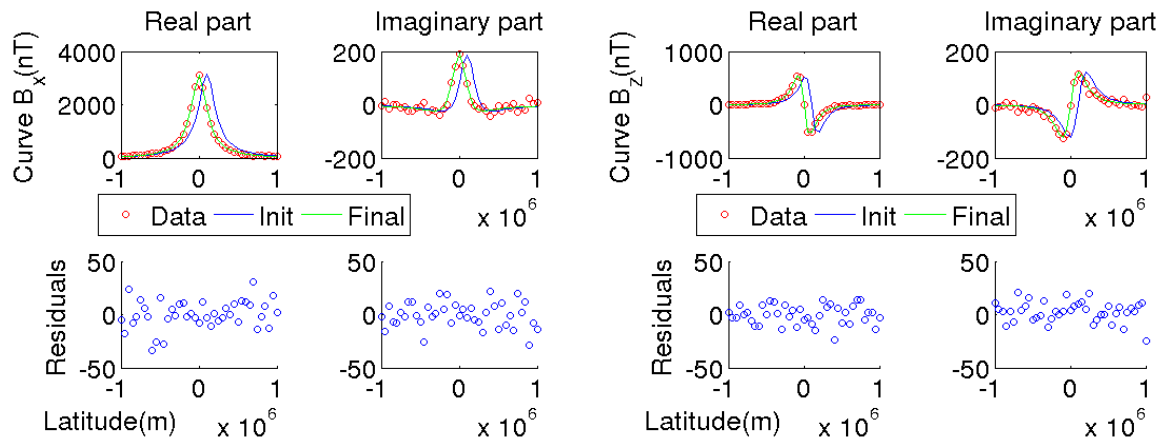 Real part
Imaginary part
Real part
Imaginary part
Curve B_X(nT)
4000
2000
0
-1
0
1
200
0
-200
-1
0
1
x 10^6
Curve B_Z(nT)
1000
0
-1000
-1
0
1
200
0
-200
-1
0
1
x 10^6
Data Init Final
Data Init Final
Residuals
50
0
-50
-1
0
1
Latitude(m)
x 10^6
50
0
-50
-1
0
1
x 10^6
Residuals
50
0
-50
-1
0
1
Latitude(m)
x 10^6
50
0
-50
-1
0
1
x 10^6